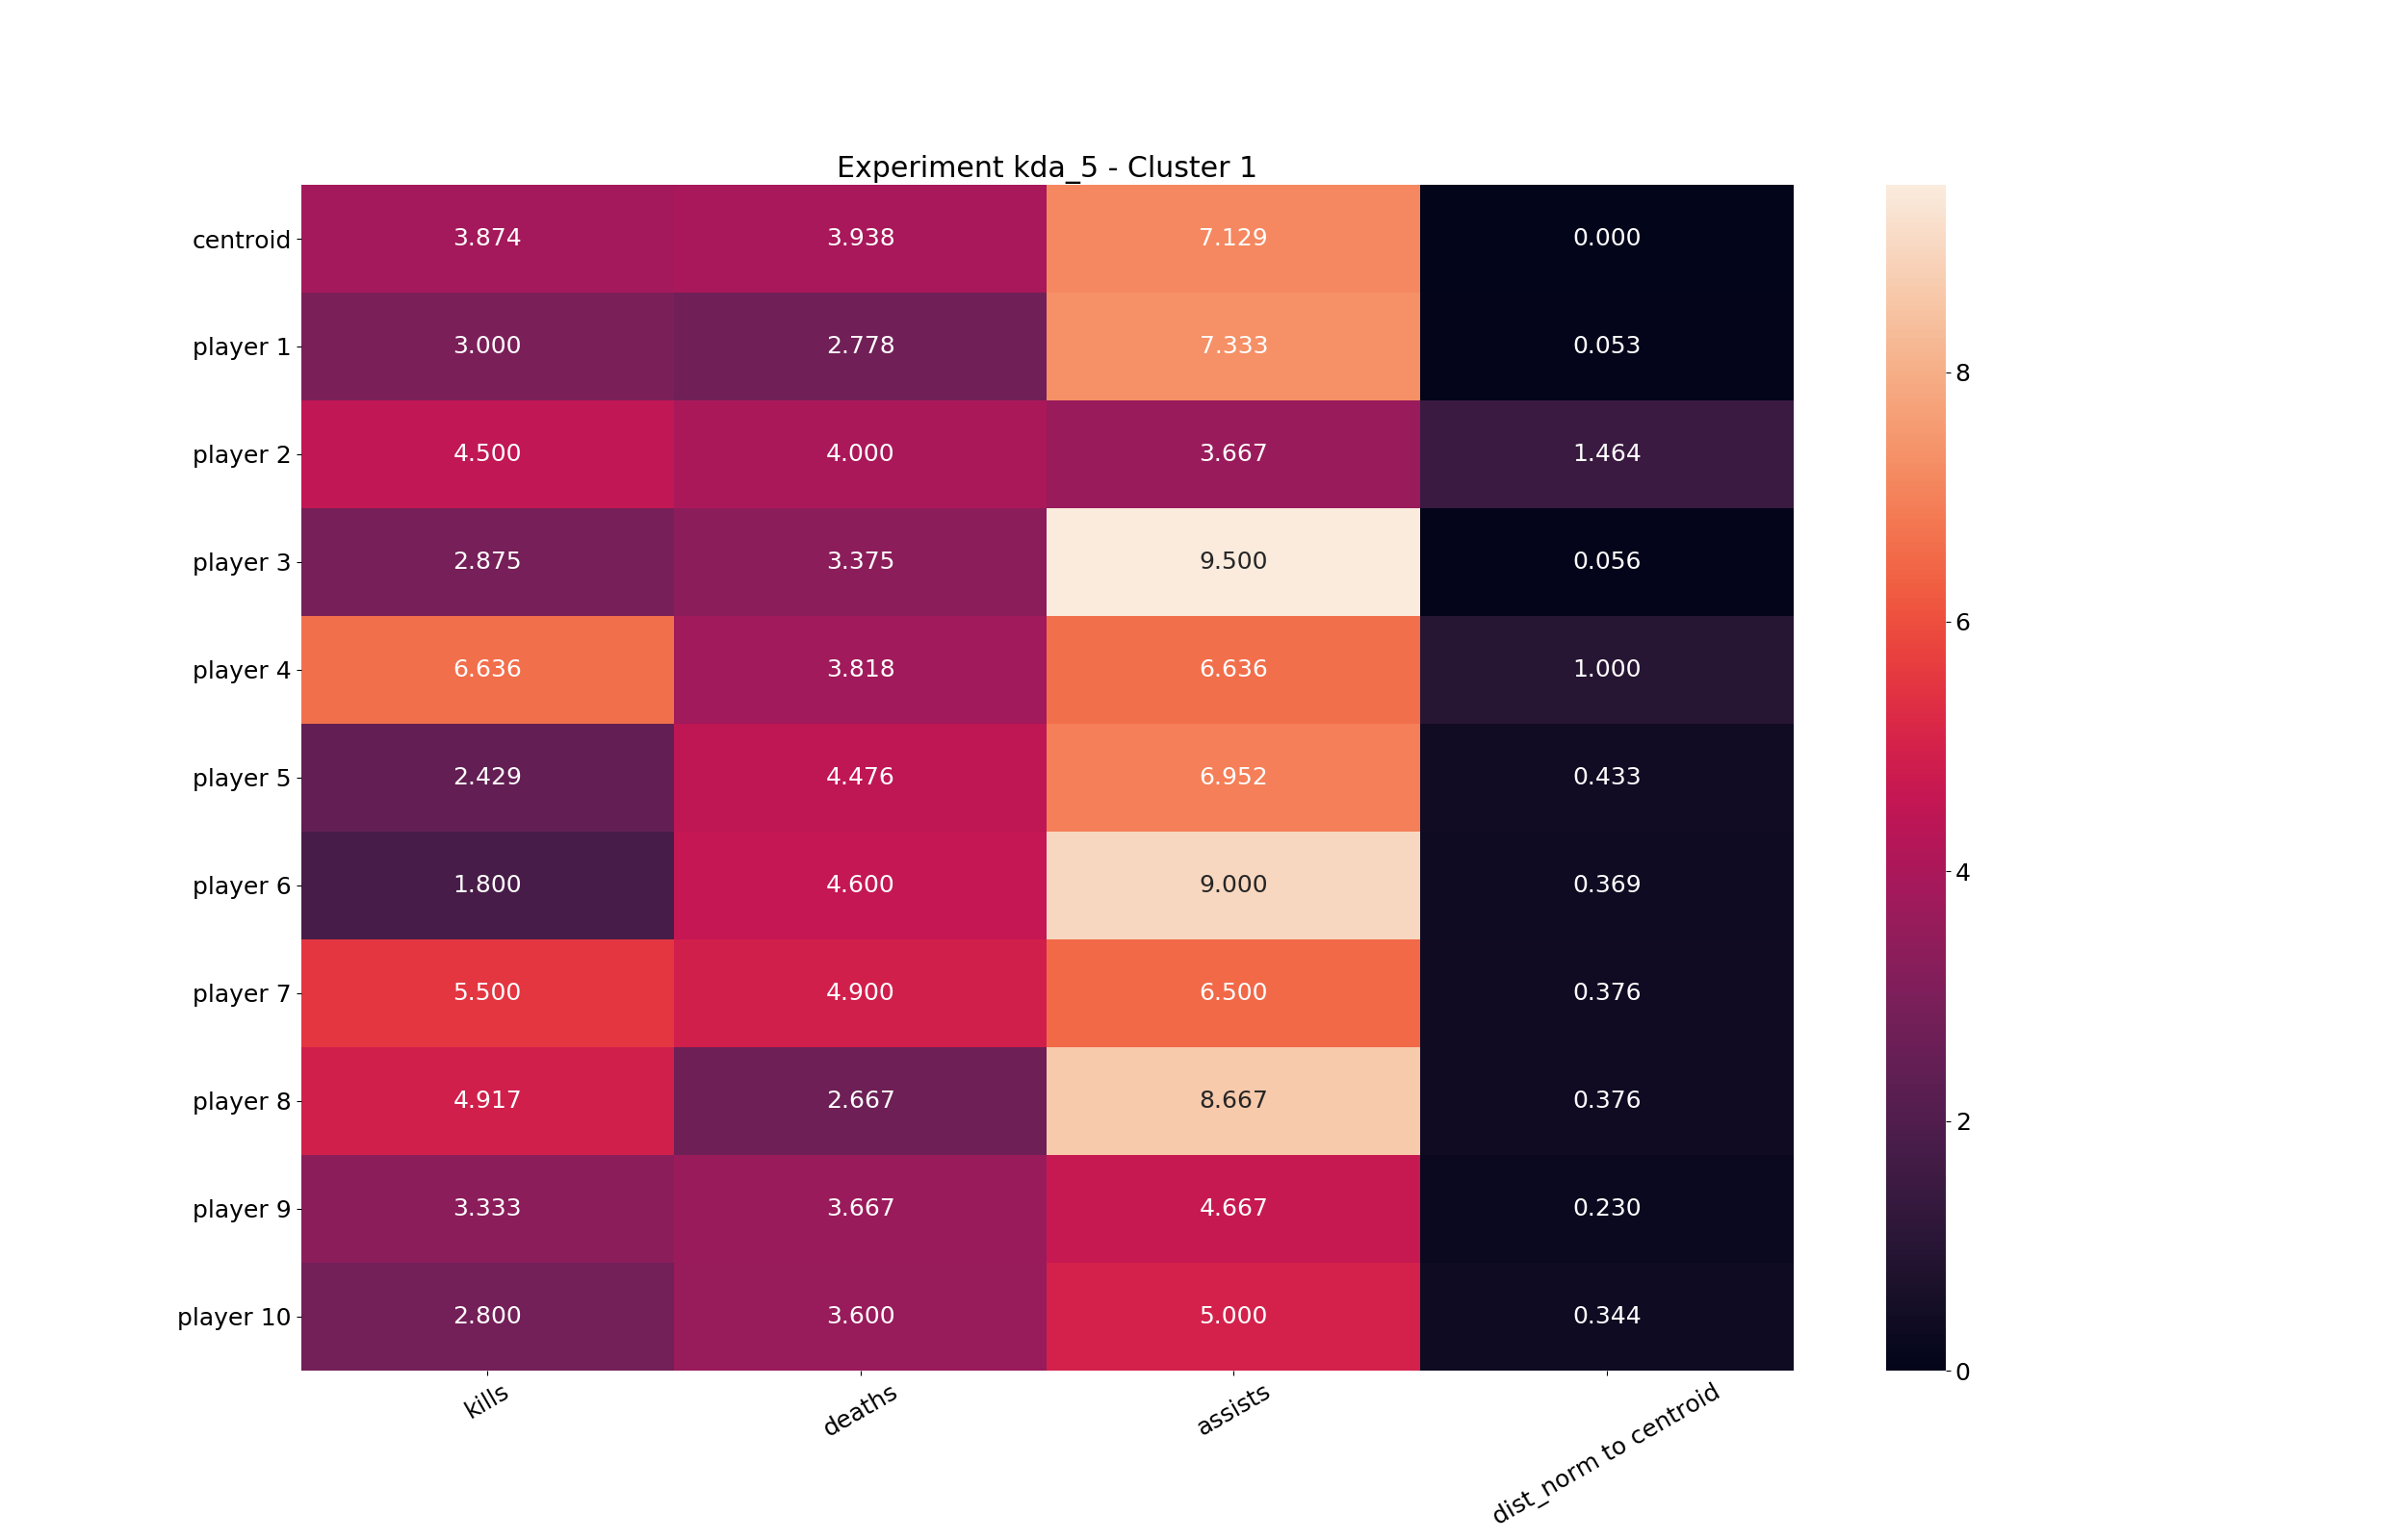 Experiment kda_5 - Cluster 1
centroid 3.874 3.938 7.129 0.000
player 1 3.000 2.778 7.333 0.053
player 2 4.500 4.000 3.667 1.464
player 3 2.875 3.375 9.500 0.056
player 4 6.636 3.818 6.636 1.000
player 5 2.429 4.476 6.952 0.433
player 6 1.800 4.600 9.000 0.369
player 7 5.500 4.900 6.500 0.376
player 8 4.917 2.667 8.667 0.376
player 9 3.333 3.667 4.667 0.230
player 10 2.800 3.600 5.000 0.344
kills deaths assists dist_norm to centroid
8
6
4
2
0